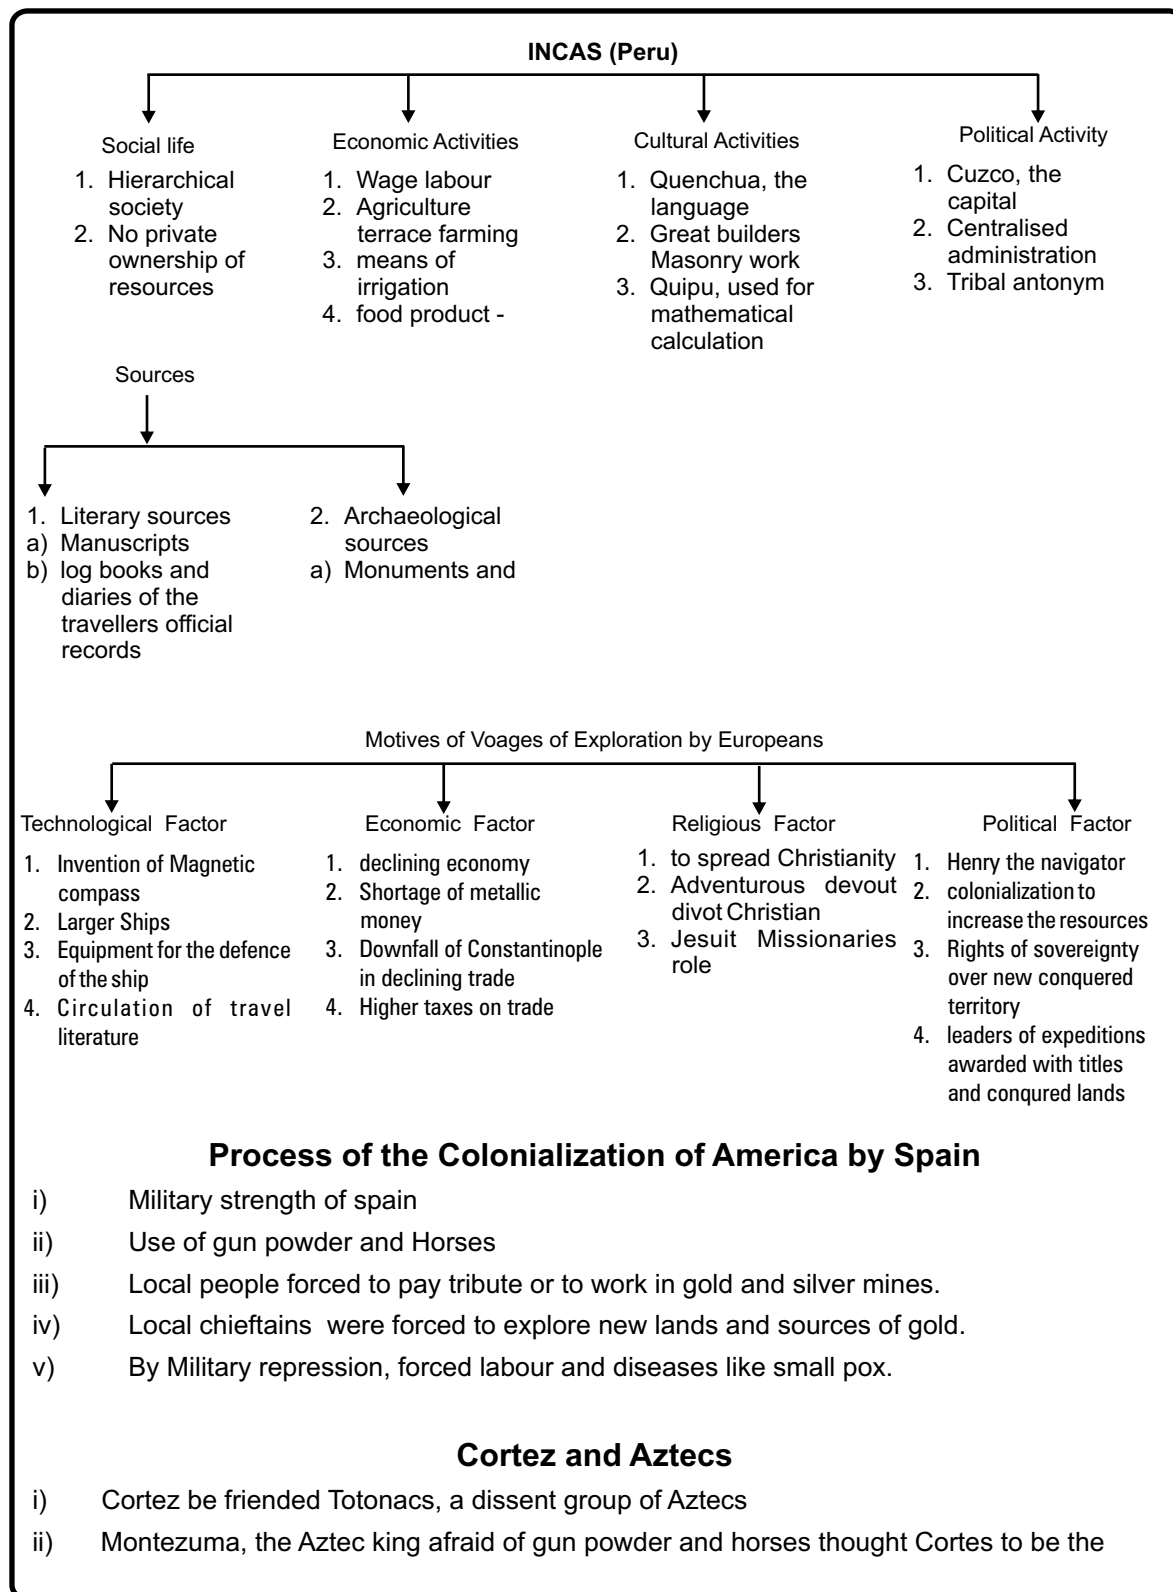 INCAS (Peru)
Social life
1. Hierarchical
society
2. No private
ownership of
resources
Economic Activities
1. Wage labour
2. Agriculture
terrace farming
3. means of
irrigation
4. food product -
Cultural Activities
1. Quenchua, the
language
2. Great builders
Masonry work
3. Quipu, used for
mathematical
calculation
Political Activity
1. Cuzco, the
capital
2. Centralised
administration
3. Tribal antonym
Sources
1. Literary sources
a) Manuscripts
b) log books and
diaries of the
travellers official
records
2. Archaeological
sources
a) Monuments and
Motives of Voages of Exploration by Europeans
Technological Factor
1. Invention of Magnetic
compass
2. Larger Ships
3. Equipment for the defence
of the ship
4. Circulation of travel
literature
Economic Factor
1. declining economy
2. Shortage of metallic
money
3. Downfall of Constantinople
in declining trade
4. Higher taxes on trade
Religious Factor
1. to spread Christianity
2. Adventurous devout
divot Christian
3. Jesuit Missionaries
role
Political Factor
1. Henry the navigator
2. colonialization to
increase the resources
3. Rights of sovereignty
over new conquered
territory
4. leaders of expeditions
awarded with titles
and conqured lands
Process of the Colonialization of America by Spain
i) Military strength of spain
ii) Use of gun powder and Horses
iii) Local people forced to pay tribute or to work in gold and silver mines.
iv) Local chieftains were forced to explore new lands and sources of gold.
v) By Military repression, forced labour and diseases like small pox.
Cortez and Aztecs
i) Cortez be friended Totonacs, a dissent group of Aztecs
ii) Montezuma, the Aztec king afraid of gun powder and horses thought Cortes to be the